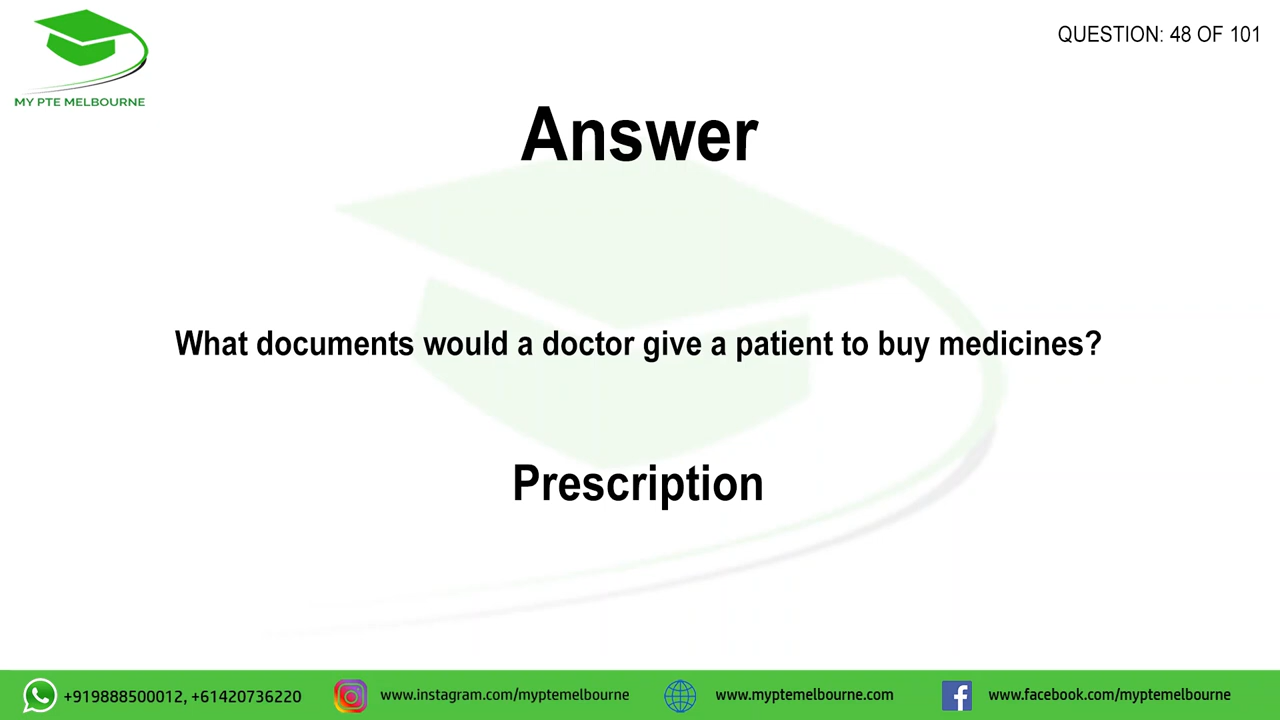 QUESTION: 48 OF 101
MY PTE MELBOURNE
Answer
What documents would a doctor give a patient to buy medicines?
Prescription
+919888500012, +61420736220 www.instagram.com/myptemelbourne www.myptemelbourne.com www.facebook.com/myptemelbourne